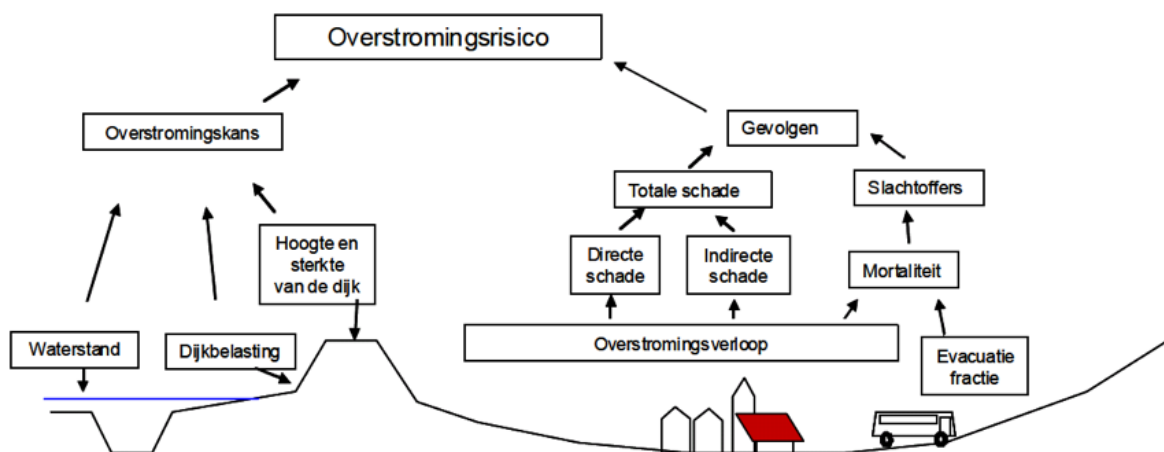 Overstromingsrisico
Overstromingskans
Gevolgen
Totale schade
Slachtoffers
Hoogte en
sterkte
van de dijk
Directe
schade
Indirecte
schade
Mortaliteit
Waterstand
Dijkbelasting
Overstromingsverloop
Evacuatie
fractie